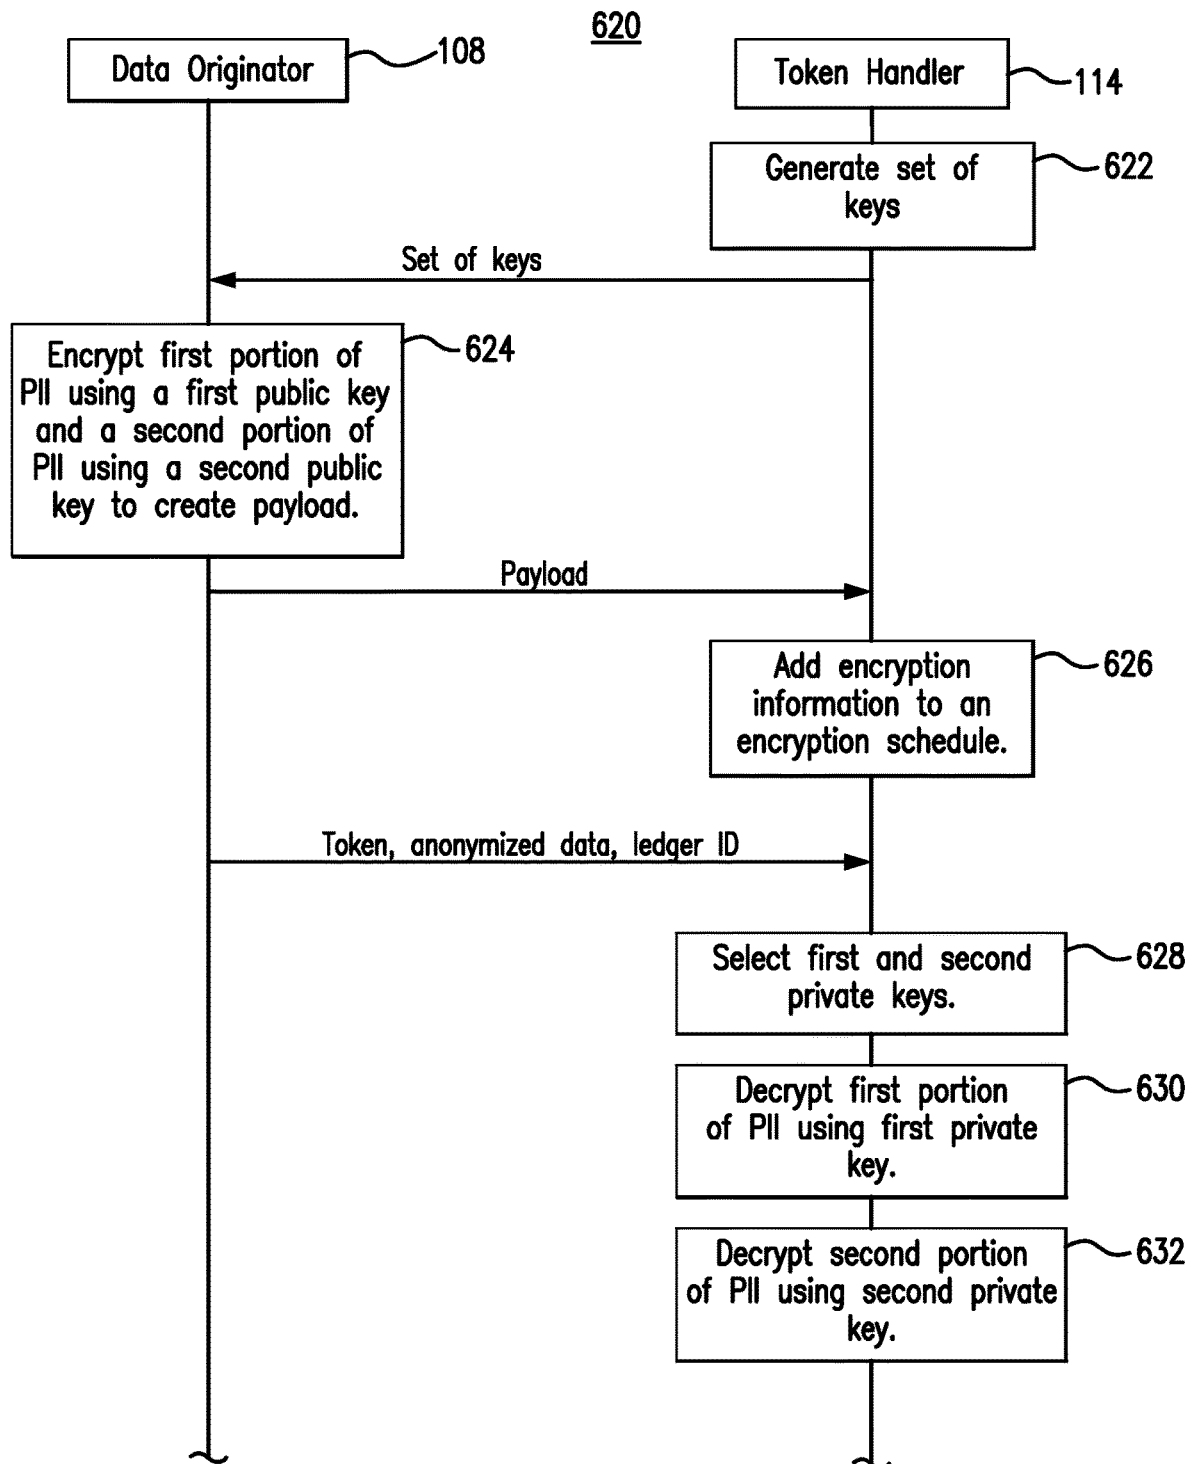 620
Data Originator
108
Token Handler
114
Generate set of
keys
622
Set of keys
Encrypt first portion of
PII using a first public key
and a second portion of
PII using a second public
key to create payload.
624
Payload
Add encryption
information to an
encryption schedule.
626
Token, anonymized data, ledger ID
Select first and second
private keys.
628
Decrypt first portion
of PII using first private
key.
630
Decrypt second portion
of PII using second private
key.
632